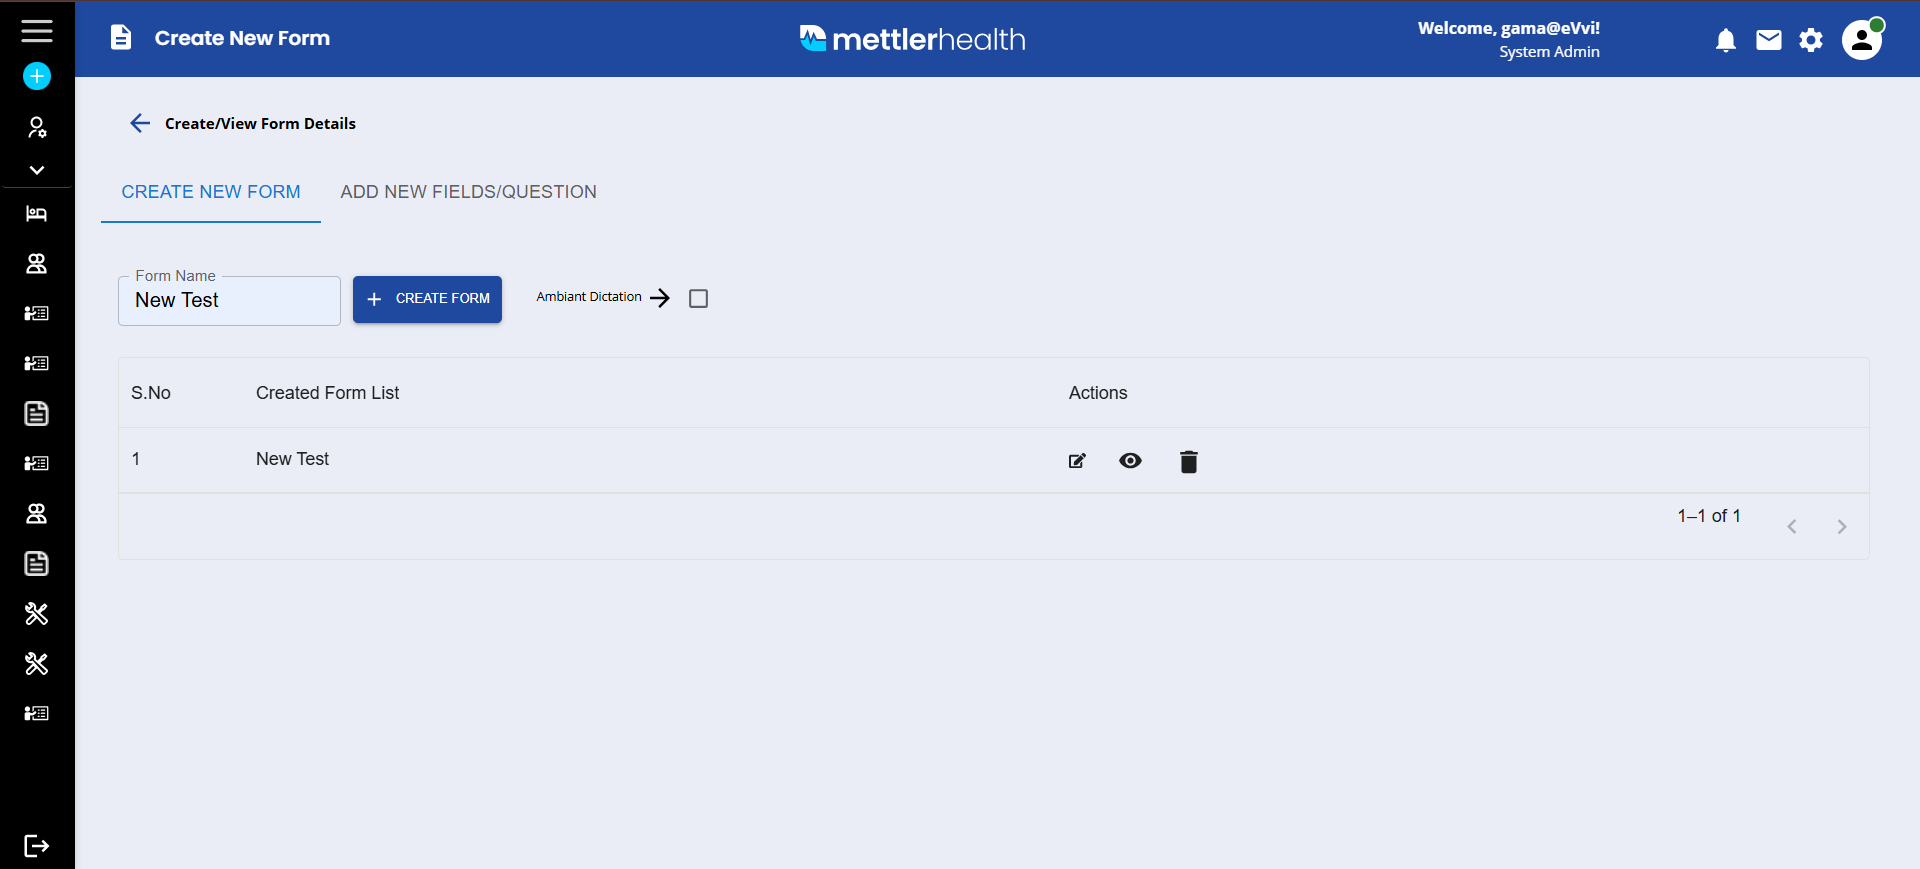 Create New Form
mettlerhealth
Welcome, gama@eVvi!
System Admin
Create/View Form Details
CREATE NEW FORM
ADD NEW FIELDS/QUESTION
Form Name
New Test
CREATE FORM
Ambiant Dictation
S.No
Created Form List
Actions
1
New Test
1–1 of 1